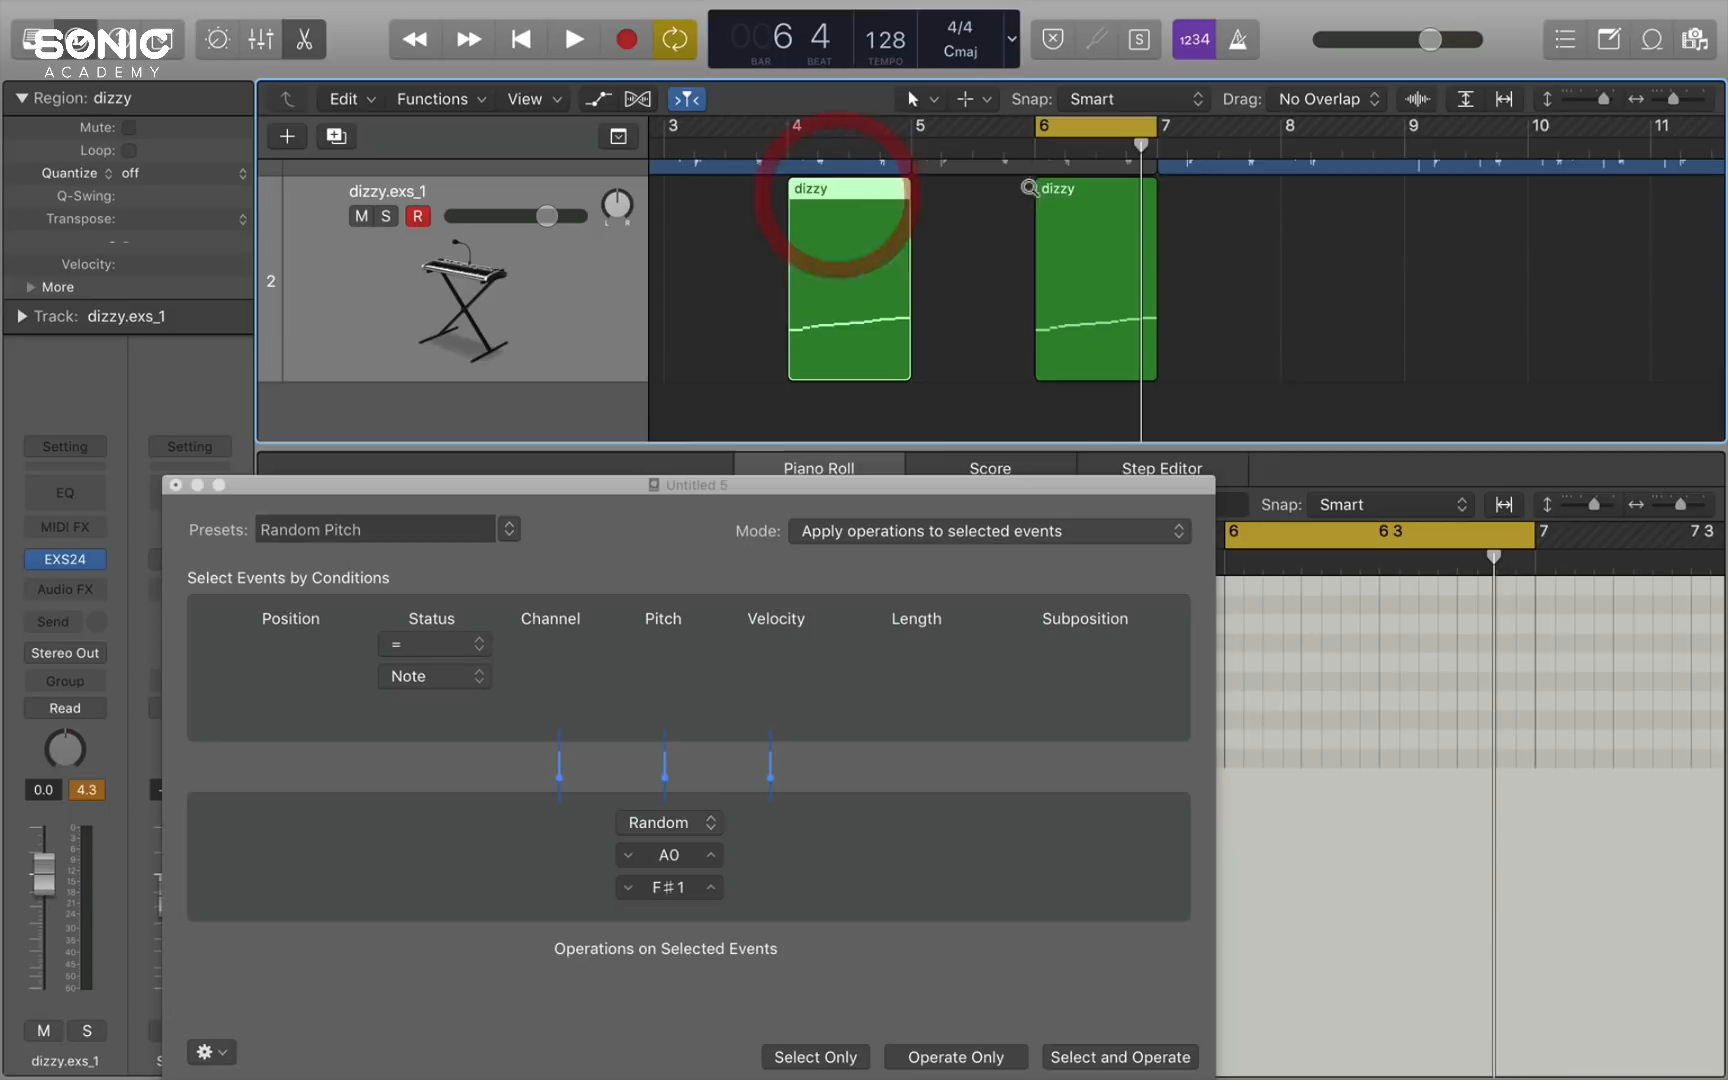 SONIC
ACADEMY
6 4
BAR BEAT
128
TEMPO
4/4
Cmaj
S
1234
Region: dizzy
Mute:
Loop:
Quantize off
Q-Swing:
Transpose:
- -
Velocity:
More
Track: dizzy.exs_1
Edit
Functions
View
Snap: Smart
Drag: No Overlap
3 4 5 6 7 8 9 10 11
2
dizzy.exs_1
M S R
L R
dizzy
dizzy
Piano Roll
Score
Step Editor
Snap: Smart
6 6 3 7 7 3
Setting
Setting
EQ
MIDI FX
EXS24
Audio FX
Send
Stereo Out
Group
Read
0.0 4.3
M S
dizzy.exs_1
Untitled 5
Presets: Random Pitch
Mode: Apply operations to selected events
Select Events by Conditions
Position Status Channel Pitch Velocity Length Subposition
=
Note
Random
A0
F♯1
Operations on Selected Events
Select Only
Operate Only
Select and Operate